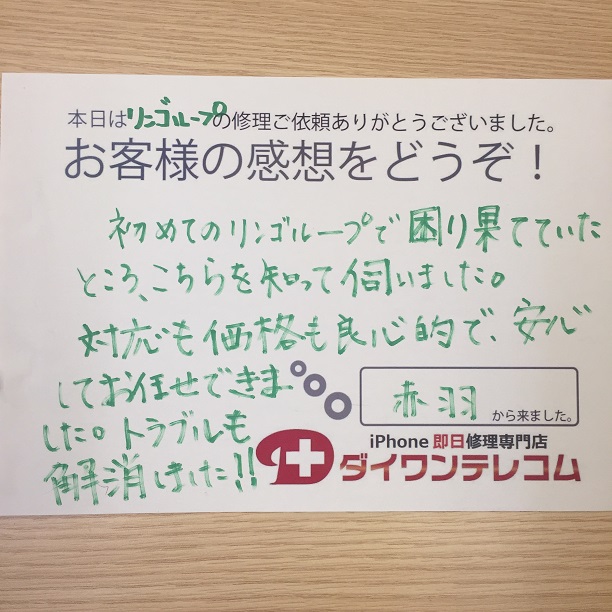 本日はリンゴループの修理ご依頼ありがとうございました。
お客様の感想をどうぞ！
初めてのリンゴループで困り果てていた
ところ、こちらを知って伺いました。
対応も価格も良心的で、安心
してお任せできま
した。トラブルも
解消しました!!
赤羽から来ました。
iPhone 即日修理専門店
ダイワンテレコム